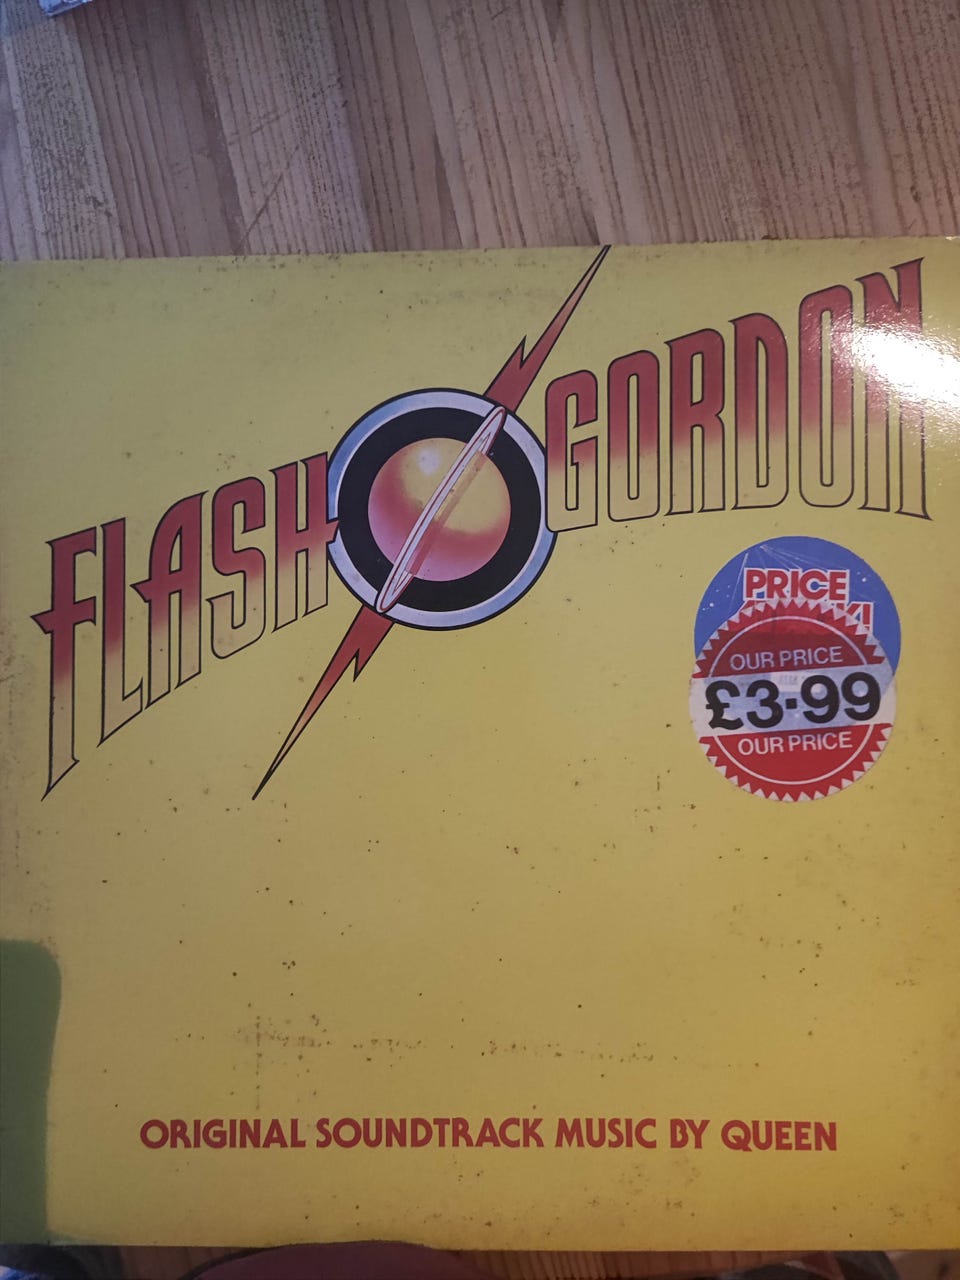 FLASH GORDON
PRICE
OUR PRICE
£3·99
OUR PRICE
ORIGINAL SOUNDTRACK MUSIC BY QUEEN